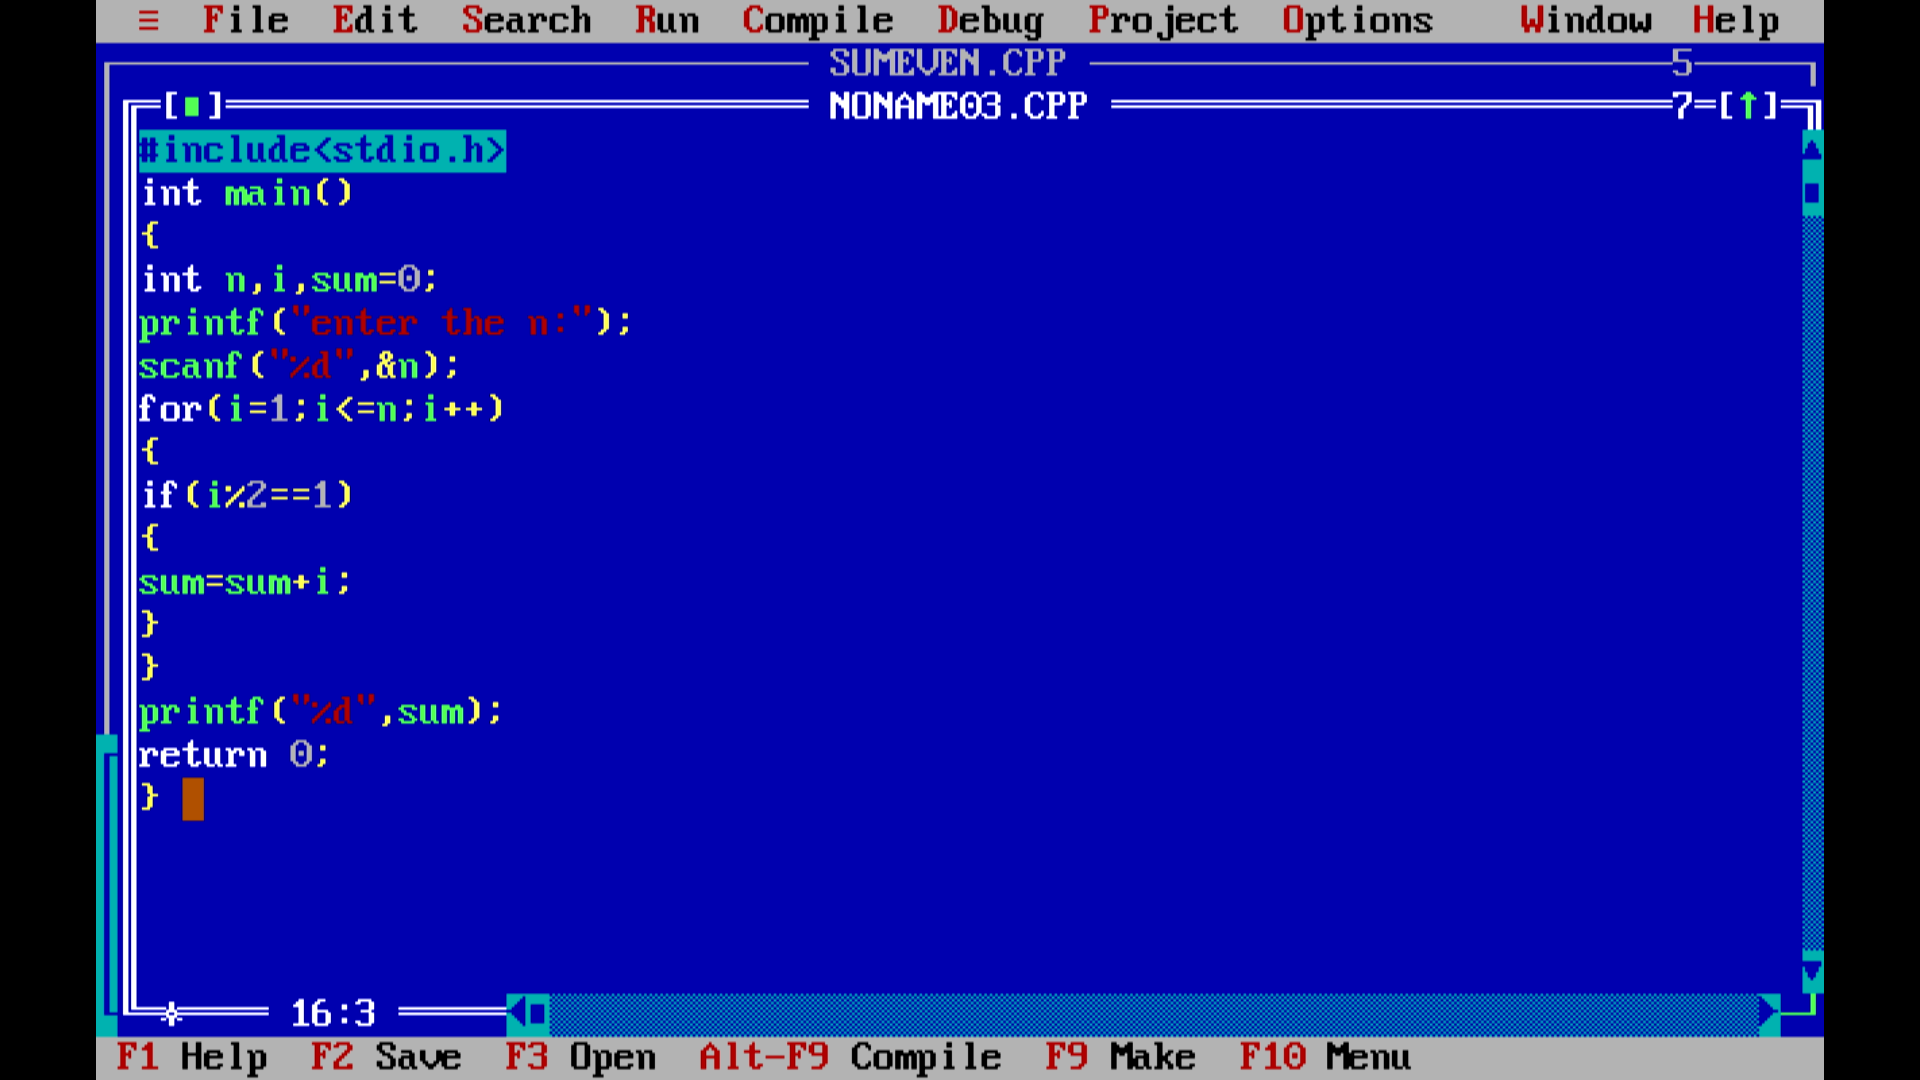 ≡ File Edit Search Run Compile Debug Project Options Window Help
SUMEVEN.CPP 5
[■] NONAME03.CPP 7=[↑]
#include<stdio.h>
int main()
{
int n,i,sum=0;
printf("enter the n:");
scanf("%d",&n);
for(i=1;i<=n;i++)
{
if(i%2==1)
{
sum=sum+i;
}
}
printf("%d",sum);
return 0;
}
16:3
F1 Help F2 Save F3 Open Alt-F9 Compile F9 Make F10 Menu